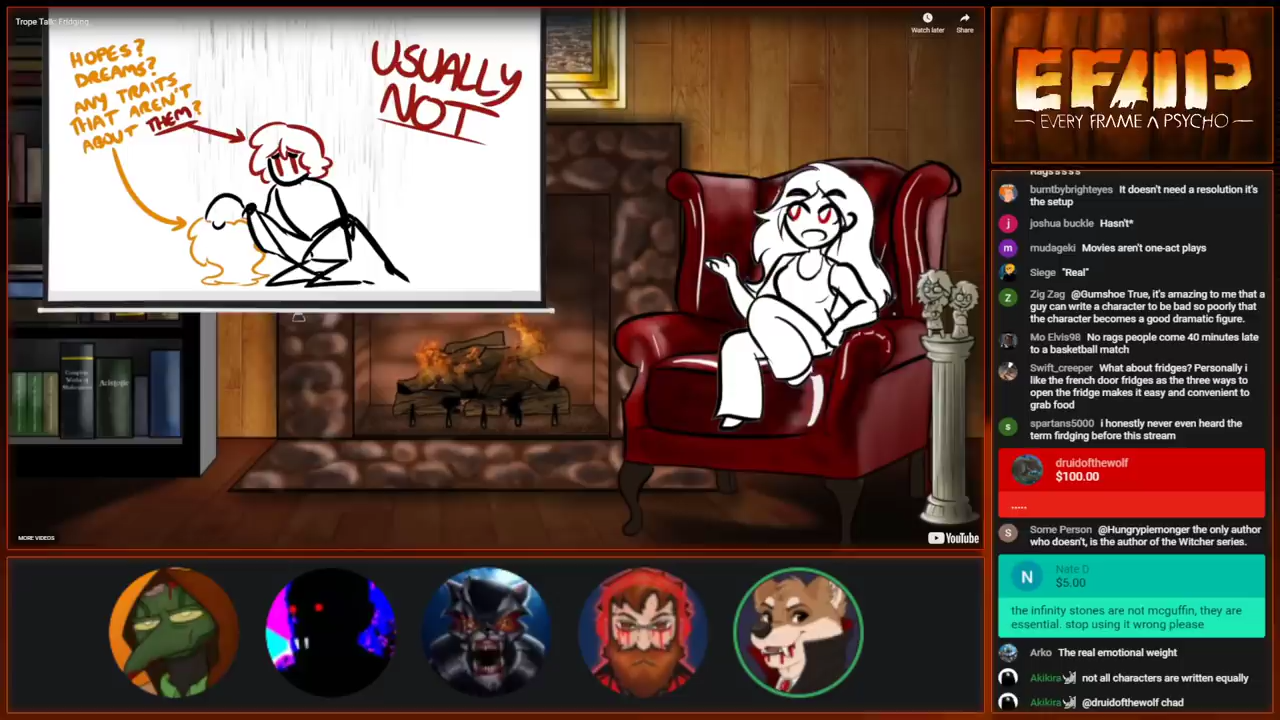 Trope Talk: Fridging
Watch later
Share
HOPES?
DREAMS?
ANY TRAITS
THAT AREN'T
ABOUT THEM?
USUALLY
NOT
MORE VIDEOS
YouTube
EFAP
EVERY FRAME A PSYCHO
Ragsssss
burntbybrighteyes It doesn't need a resolution it's
the setup
joshua buckle Hasn't*
mudageki Movies aren't one-act plays
Siege "Real"
Zig Zag @Gumshoe True, it's amazing to me that a
guy can write a character to be bad so poorly that
the character becomes a good dramatic figure.
Mo Elvis98 No rags people come 40 minutes late
to a basketball match
Swift_creeper What about fridges? Personally i
like the french door fridges as the three ways to
open the fridge makes it easy and convenient to
grab food
spartans5000 i honestly never even heard the
term firdging before this stream
druidofthewolf
$100.00
.....
Some Person @Hungrypiemonger the only author
who doesn't, is the author of the Witcher series.
Nate D
$5.00
the infinity stones are not mcguffin, they are
essential. stop using it wrong please
Arko The real emotional weight
Akikira not all characters are written equally
Akikira @druidofthewolf chad